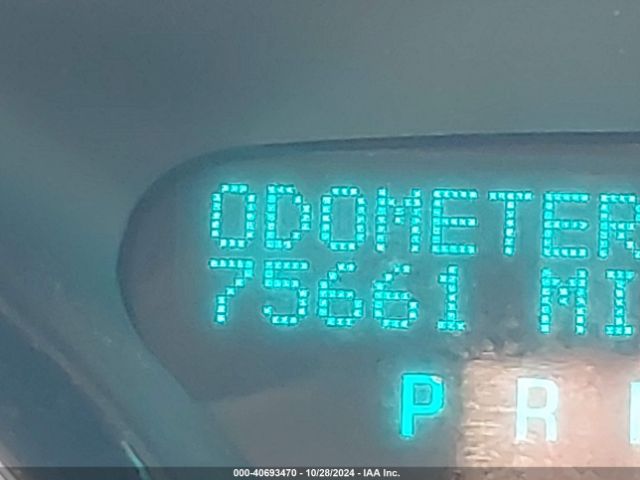 ODOMETER
75661 MI
P R
000-40693470 - 10/28/2024 - IAA Inc.